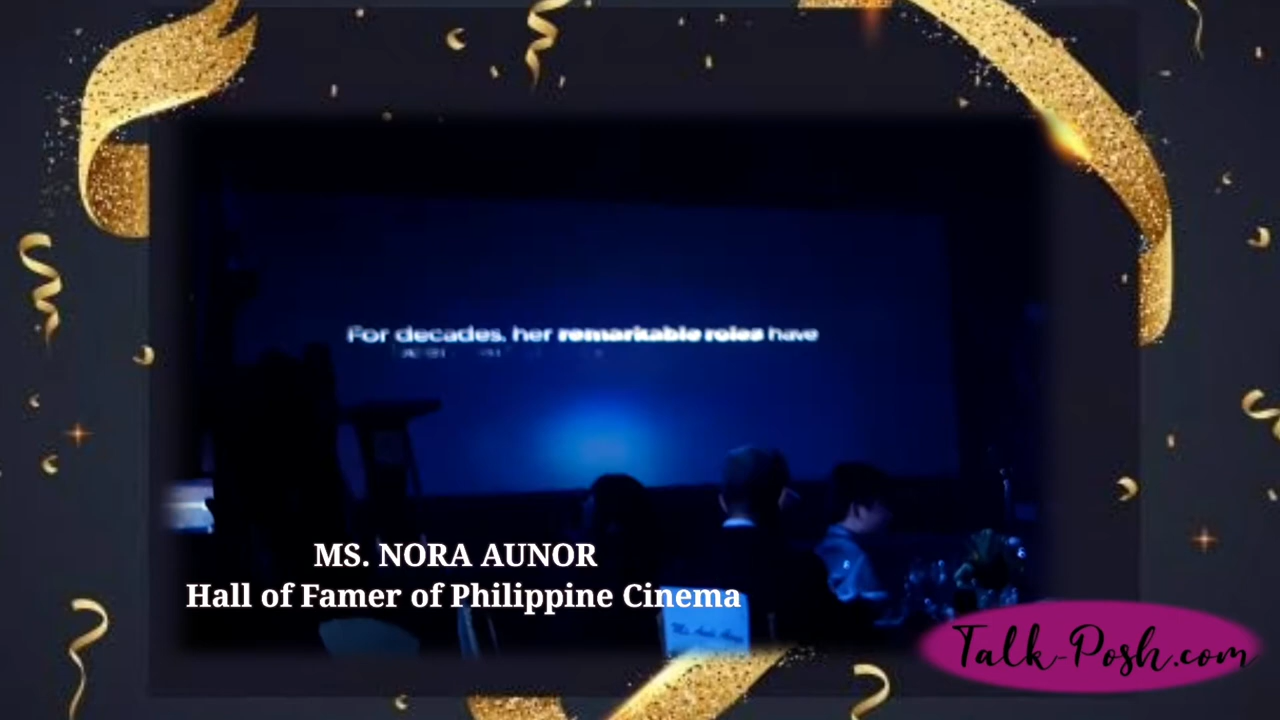 For decades, her remarkable roles have
MS. NORA AUNOR
Hall of Famer of Philippine Cinema
Talk-Posh.com